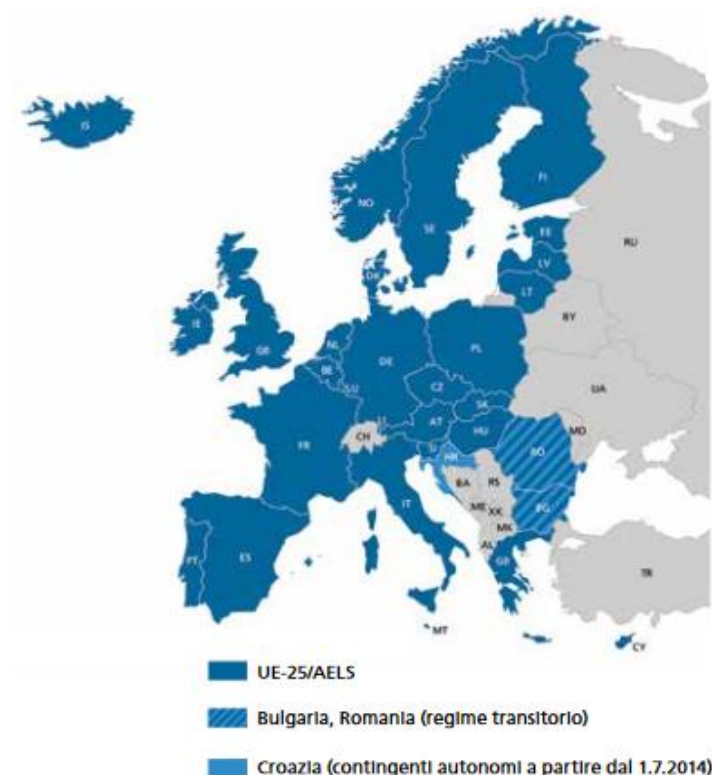 IS
FI
NO
SE
RU
EE
LV
DK
LT
BY
IE
GB
NL
DE
PL
BE
LU
CZ
UA
SK
LI
AT
HU
MD
FR
CH
SI
HR
RO
BA
RS
IT
ME
XK
BG
MK
AL
PT
ES
GR
TR
MT
CY
UE-25/AELS
Bulgaria, Romania (regime transitorio)
Croazia (contingenti autonomi a partire dal 1.7.2014)